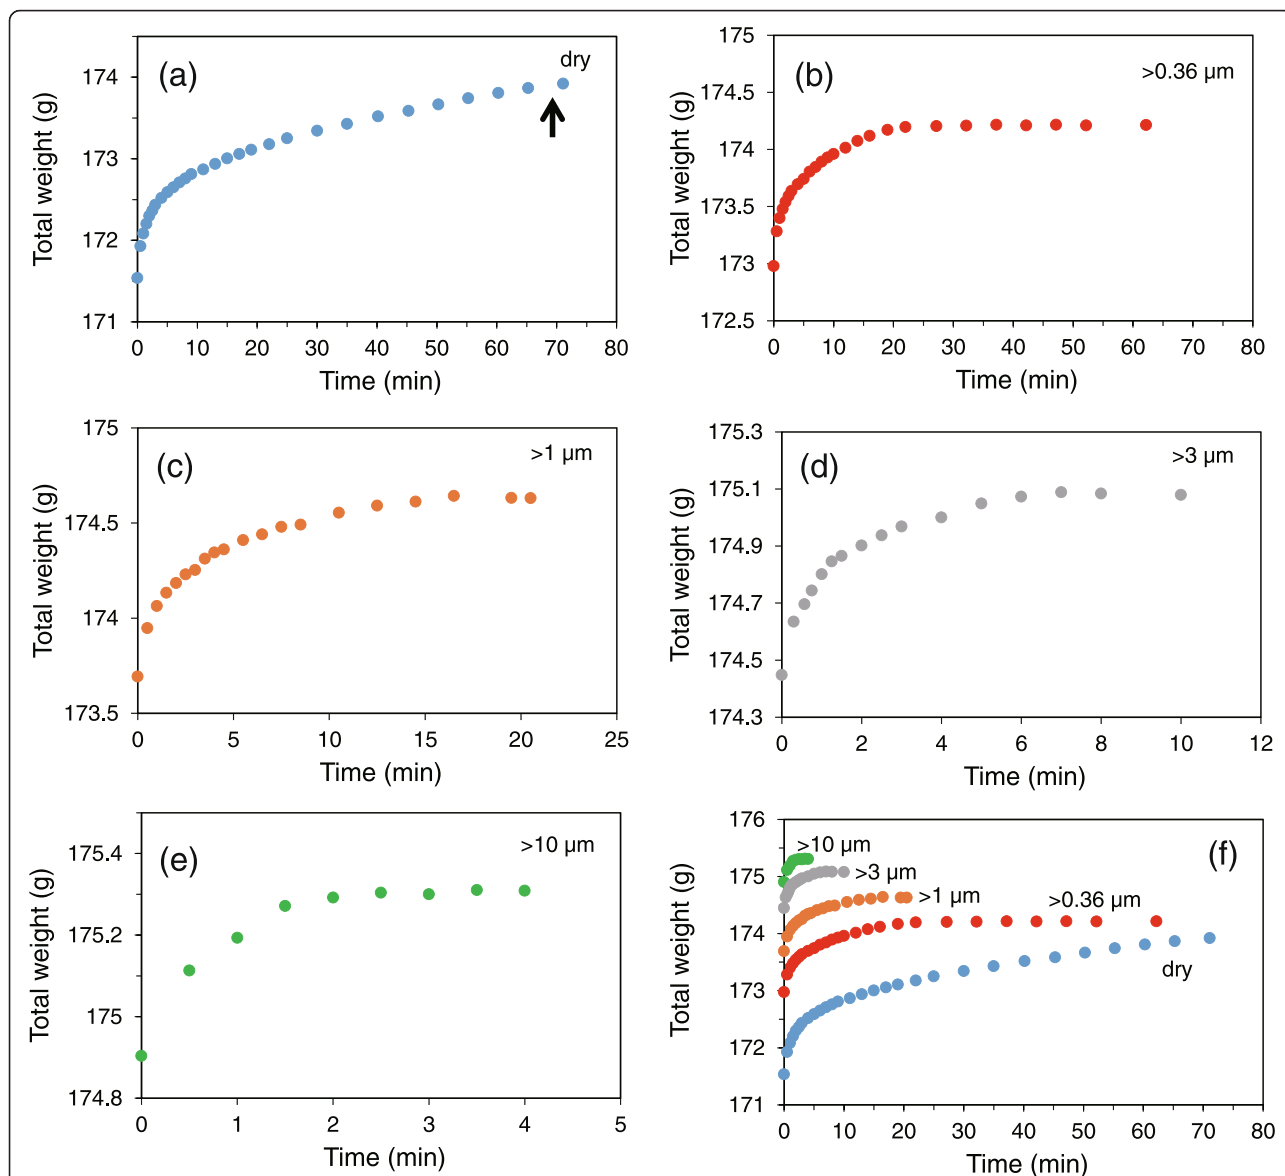 (a)
dry
Total weight (g)
174
173
172
171
0 10 20 30 40 50 60 70 80
Time (min)
(b)
>0.36 µm
Total weight (g)
175
174.5
174
173.5
173
172.5
0 10 20 30 40 50 60 70 80
Time (min)
(c)
>1 µm
Total weight (g)
175
174.5
174
173.5
0 5 10 15 20 25
Time (min)
(d)
>3 µm
Total weight (g)
175.3
175.1
174.9
174.7
174.5
174.3
0 2 4 6 8 10 12
Time (min)
(e)
>10 µm
Total weight (g)
175.4
175.2
175
174.8
0 1 2 3 4 5
Time (min)
(f)
>10 µm
>3 µm
>1 µm
>0.36 µm
dry
Total weight (g)
176
175
174
173
172
171
0 10 20 30 40 50 60 70 80
Time (min)